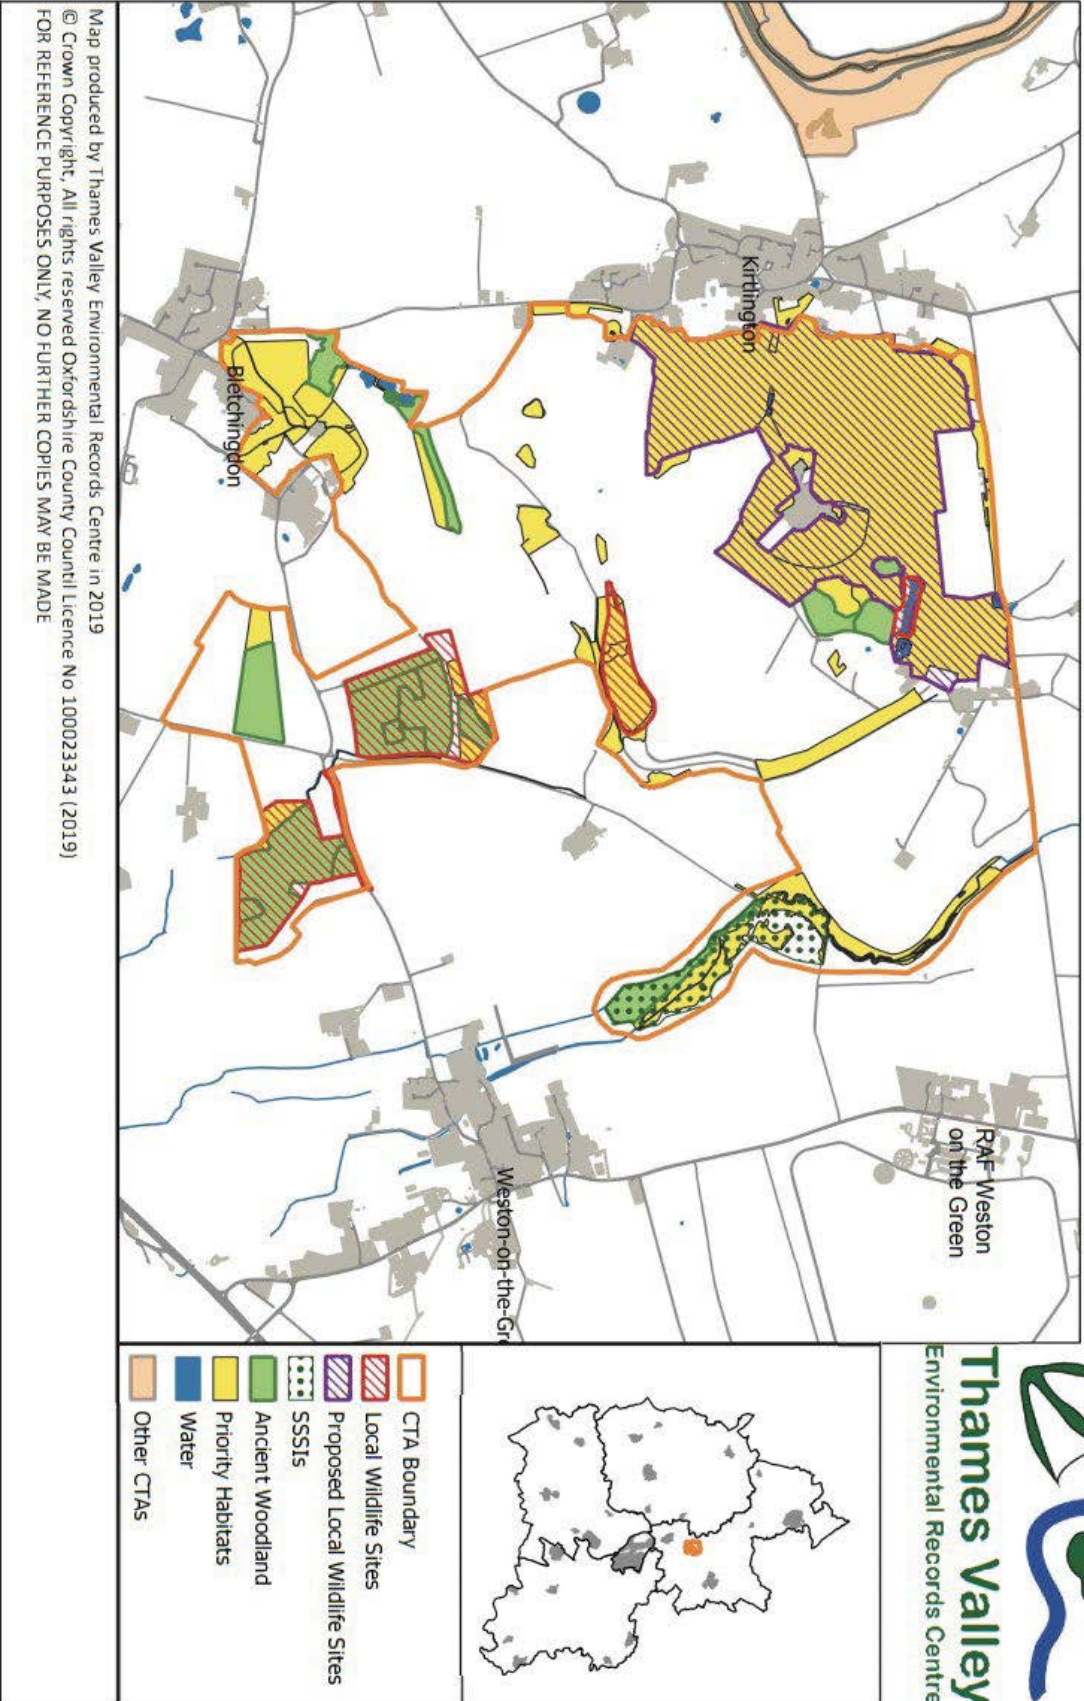 Kirtlington
Bletchingdon
RAF Weston
on the Green
Weston-on-the-Gr
Thames Valley
Environmental Records Centre
CTA Boundary
Local Wildlife Sites
Proposed Local Wildlife Sites
SSSIs
Ancient Woodland
Priority Habitats
Water
Other CTAs
Map produced by Thames Valley Environmental Records Centre in 2019
© Crown Copyright, All rights reserved Oxfordshire County Countil Licence No 100023343 (2019)
FOR REFERENCE PURPOSES ONLY, NO FURTHER COPIES MAY BE MADE